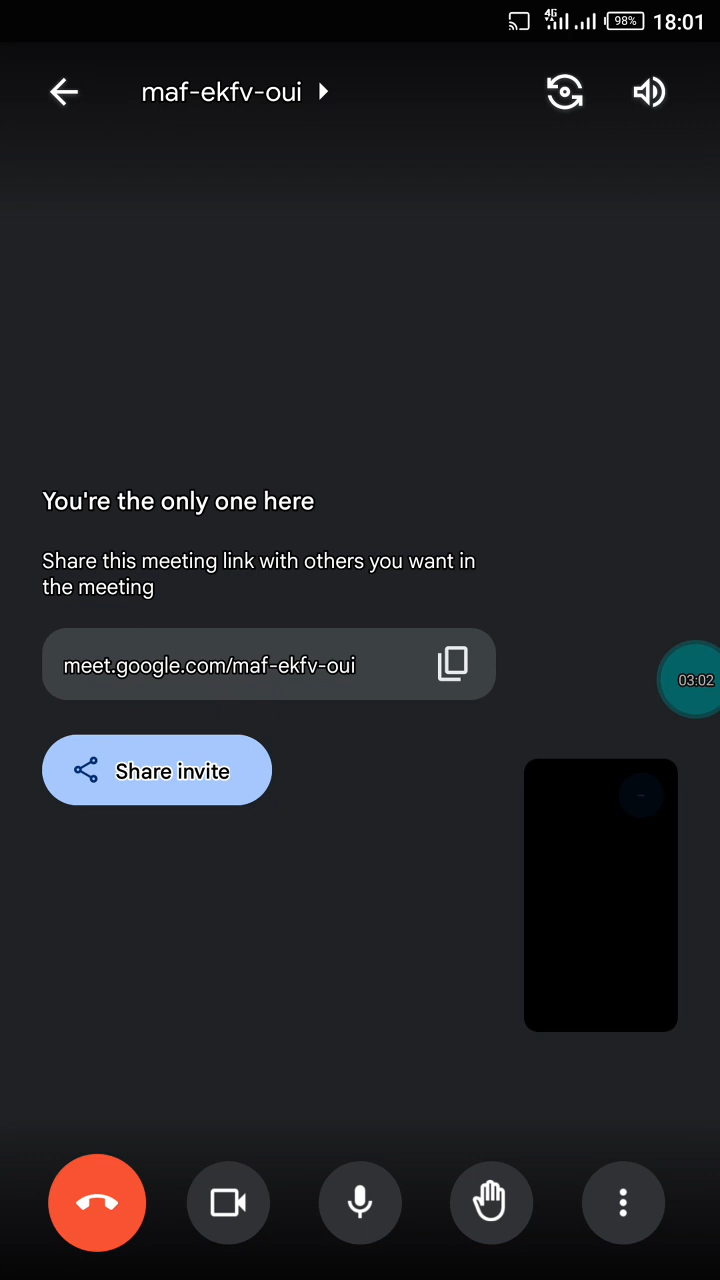 4G 98% 18:01
maf-ekfv-oui
You're the only one here
Share this meeting link with others you want in
the meeting
meet.google.com/maf-ekfv-oui
03:02
Share invite